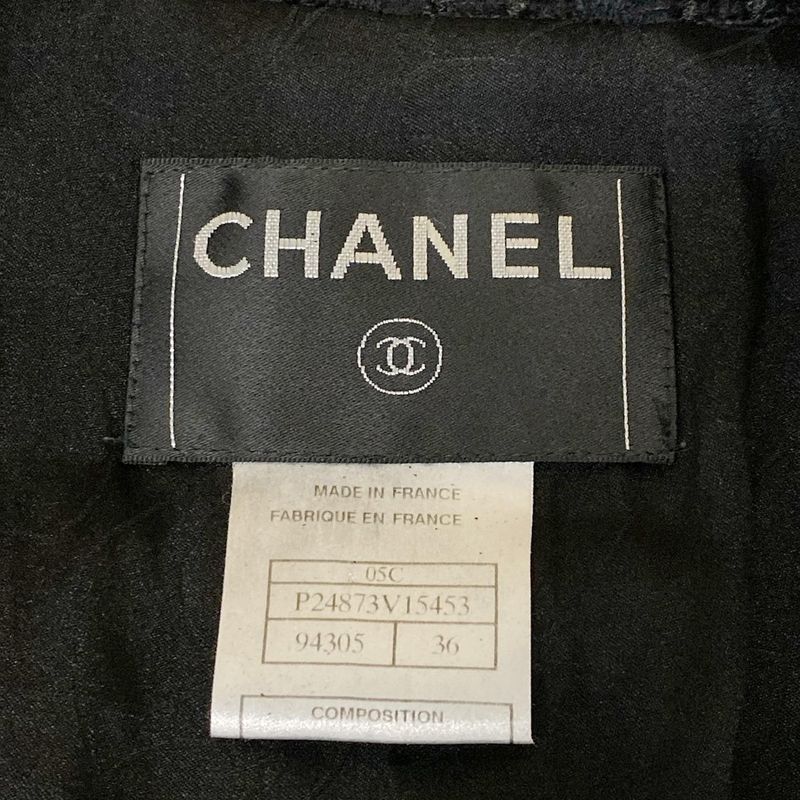 CHANEL
MADE IN FRANCE
FABRIQUE EN FRANCE
05C
P24873V15453
94305 36
COMPOSITION